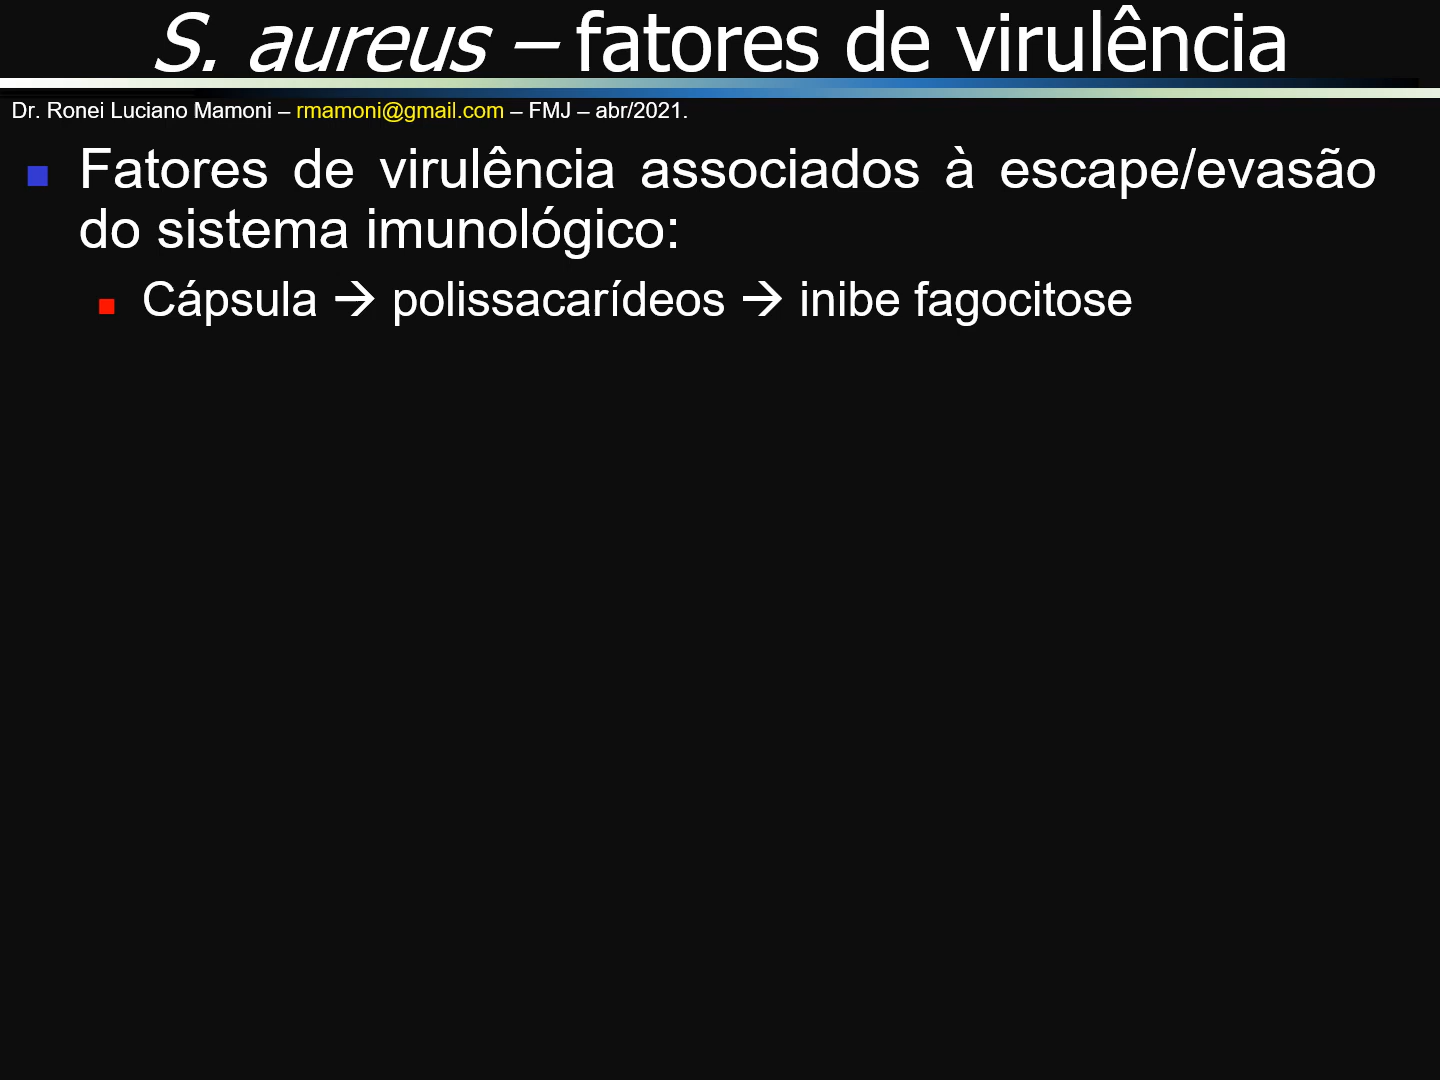 S. aureus – fatores de virulência
Dr. Ronei Luciano Mamoni – rmamoni@gmail.com – FMJ – abr/2021.
Fatores de virulência associados à escape/evasão
do sistema imunológico:
Cápsula → polissacarídeos → inibe fagocitose